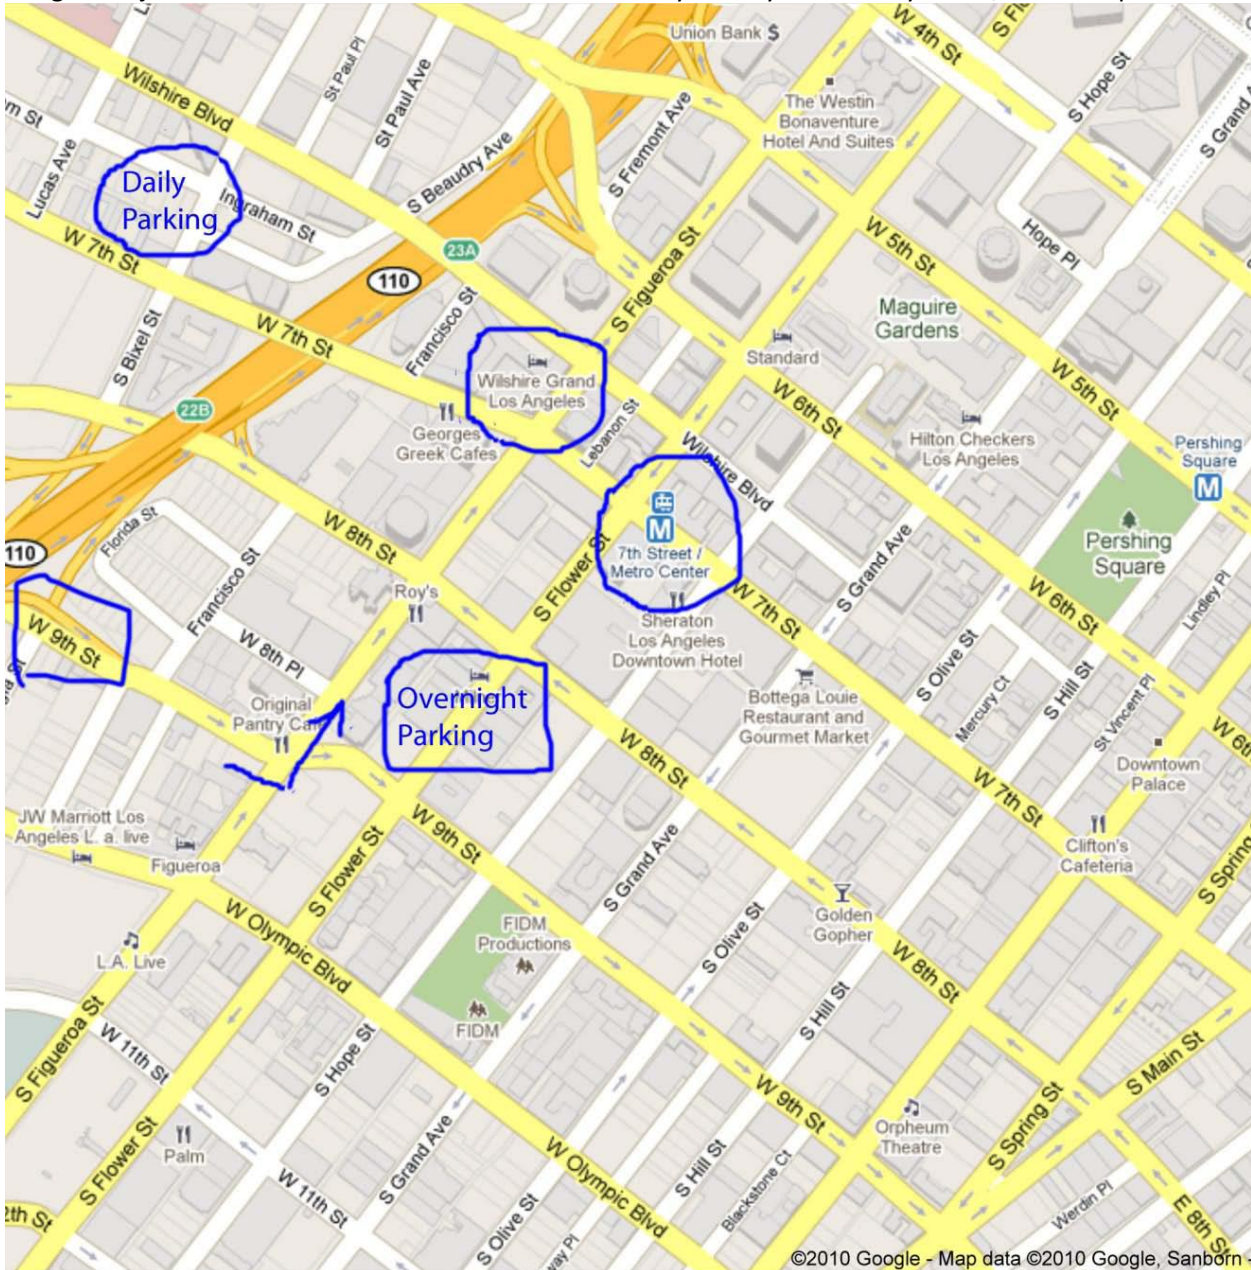 Union Bank $
W 4th St
S Hope St
St Paul Pl
St Paul Ave
Wilshire Blvd
The Westin
Bonaventure
Hotel And Suites
S Grand A
S Fremont Ave
S Beaudry Ave
m St
Lucas Ave
Daily
Parking
Ingraham St
W 7th St
23A
110
W 5th St
Hope Pl
S Figueroa St
Maguire
Gardens
Francisco St
W 7th St
S Bixel St
Standard
Wilshire Grand
Los Angeles
W 5th St
W 6th St
22B
Georges
Greek Cafes
Lebanon St
Wilshire Blvd
Hilton Checkers
Los Angeles
Pershing
Square
M
Florida St
W 8th St
M
7th Street /
Metro Center
S Grand Ave
Pershing
Square
110
Francisco St
Roy's
S Flower St
W 7th St
W 6th St
Lindley Pl
W 9th St
W 8th Pl
Sheraton
Los Angeles
Downtown Hotel
S Olive St
S Hill St
Mercury Ct
St Vincent Pl
Original
Pantry Ca
Overnight
Parking
Bottega Louie
Restaurant and
Gourmet Market
W 8th St
W 6th
Downtown
Palace
W 7th St
JW Marriott Los
Angeles L. a. live
Figueroa
W 9th St
S Flower St
S Grand Ave
Clifton's
Cafeteria
S Spring
W Olympic Blvd
FIDM
Productions
S Olive St
Golden
Gopher
L.A. Live
FIDM
W 8th St
S Figueroa St
W 11th St
S Hope St
S Hill St
S Main St
W 9th St
Orpheum
Theatre
S Spring St
Palm
S Flower St
S Grand Ave
W 11th St
S Olive St
W Olympic Blvd
S Hill St
Blackstone Ct
Werdin Pl
E 8th St
©2010 Google - Map data ©2010 Google, Sanborn -